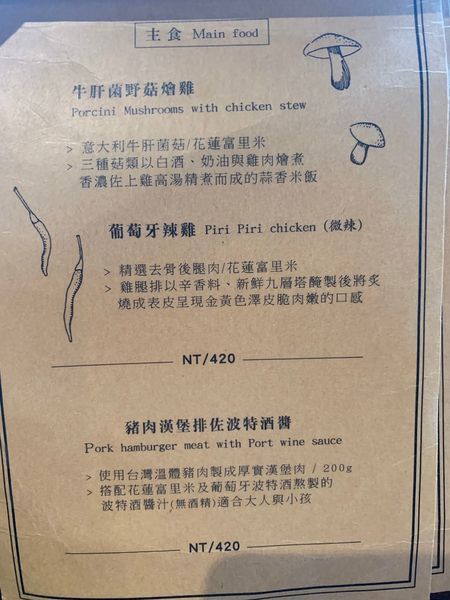 主食 Main food
牛肝菌野菇燴雞
Porcini Mushrooms with chicken stew
> 意大利牛肝菌菇/花蓮富里米
> 三種菇類以白酒、奶油與雞肉燴煮
香濃佐上雞高湯精煮而成的蒜香米飯
葡萄牙辣雞 Piri Piri chicken (微辣)
> 精選去骨後腿肉/花蓮富里米
> 雞腿排以辛香料、新鮮九層塔醃製後將炙
燒成表皮呈現金黃色澤皮脆肉嫩的口感
NT/420
豬肉漢堡排佐波特酒醬
Pork hamburger meat with Port wine sauce
> 使用台灣溫體豬肉製成厚實漢堡肉 / 200g
> 搭配花蓮富里米及葡萄牙波特酒熬製的
波特酒醬汁(無酒精)適合大人與小孩
NT/420